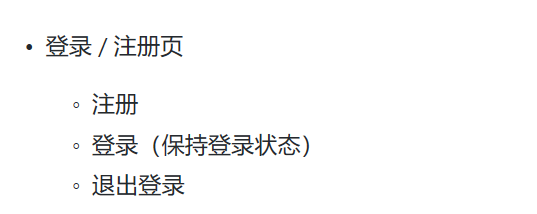 • 登录 / 注册页
◦ 注册
◦ 登录（保持登录状态）
◦ 退出登录